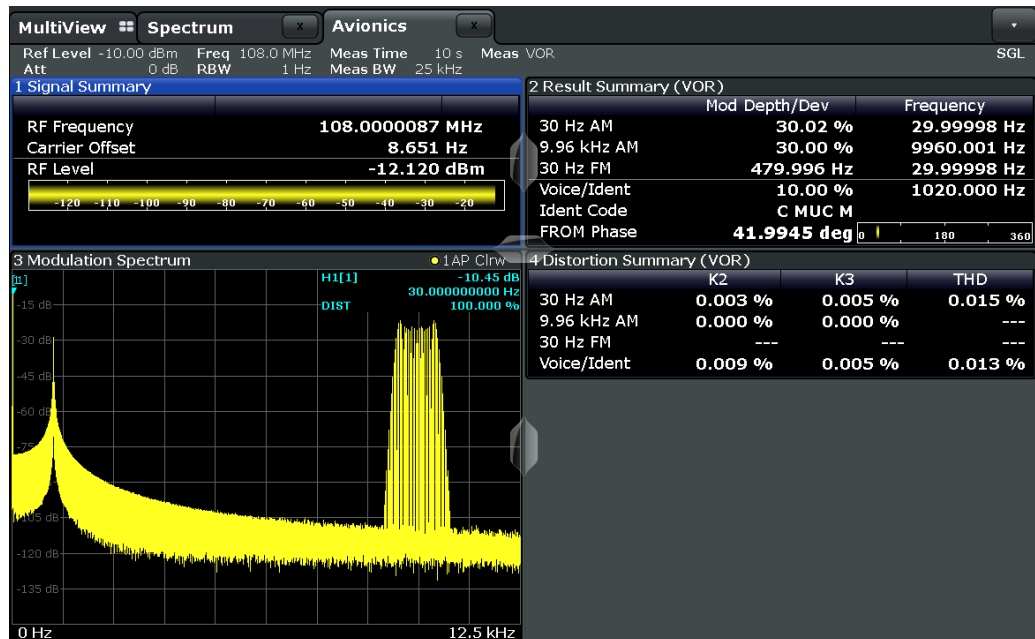 MultiView Spectrum x Avionics x
Ref Level -10.00 dBm Freq 108.0 MHz Meas Time 10 s Meas VOR SGL
Att 0 dB RBW 1 Hz Meas BW 25 kHz
1 Signal Summary
RF Frequency 108.0000087 MHz
Carrier Offset 8.651 Hz
RF Level -12.120 dBm
-120 -110 -100 -90 -80 -70 -60 -50 -40 -30 -20
2 Result Summary (VOR)
Mod Depth/Dev Frequency
30 Hz AM 30.02 % 29.99998 Hz
9.96 kHz AM 30.00 % 9960.001 Hz
30 Hz FM 479.996 Hz 29.99998 Hz
Voice/Ident 10.00 % 1020.000 Hz
Ident Code C MUC M
FROM Phase 41.9945 deg 0 180 360
3 Modulation Spectrum 1AP Clrw
[1] H1[1] -10.45 dB
30.000000000 Hz
DIST 100.000 %
-15 dB
-30 dB
-45 dB
-60 dB
-75
-105 dB
-120 dB
-135 dB
0 Hz 12.5 kHz
4 Distortion Summary (VOR)
K2 K3 THD
30 Hz AM 0.003 % 0.005 % 0.015 %
9.96 kHz AM 0.000 % 0.000 % ---
30 Hz FM --- --- ---
Voice/Ident 0.009 % 0.005 % 0.013 %